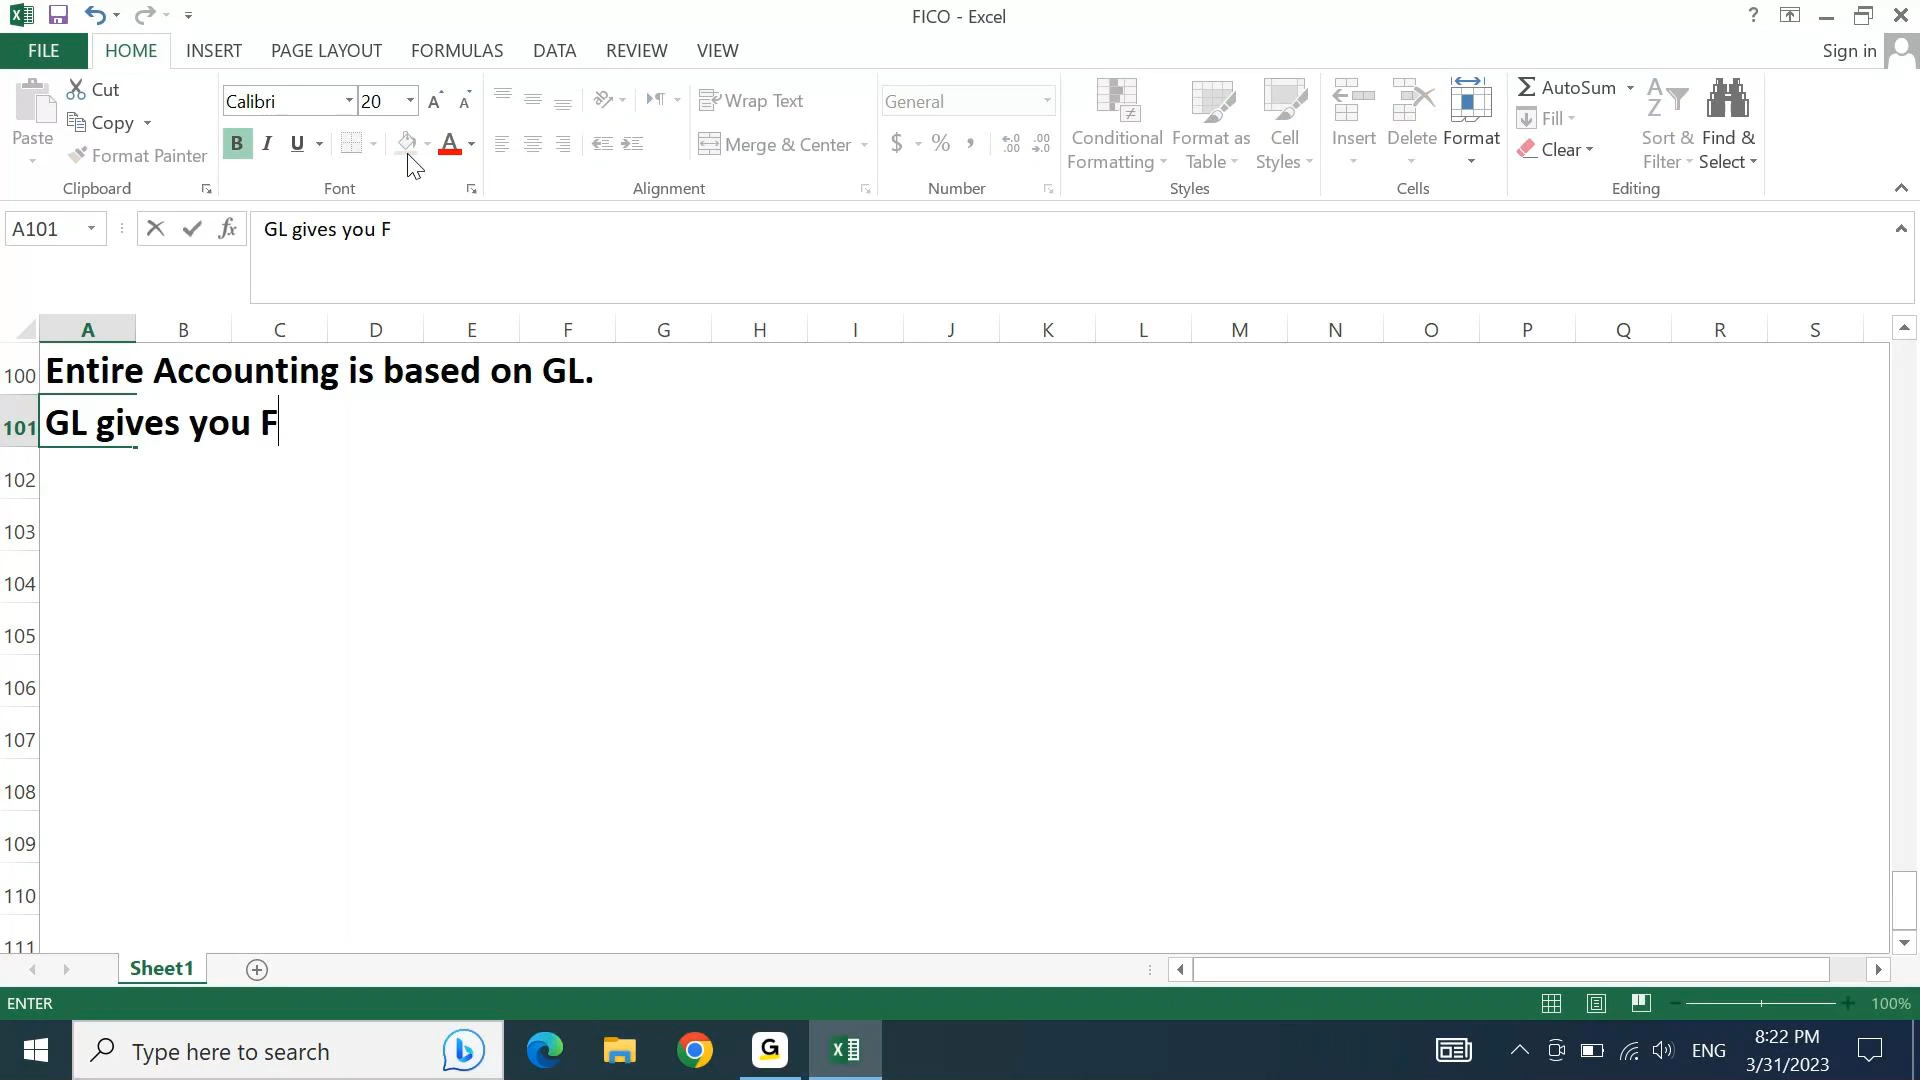 FICO - Excel
?
FILE HOME INSERT PAGE LAYOUT FORMULAS DATA REVIEW VIEW
Sign in
Paste
Cut
Copy
Format Painter
Clipboard
Calibri 20
B I U A
Font
Wrap Text
Merge & Center
Alignment
General
$ % ,
Number
Conditional Formatting
Format as Table
Cell Styles
Styles
Insert
Delete
Format
Cells
AutoSum
Fill
Clear
Sort & Filter
Find & Select
Editing
A101
fx
GL gives you F
A B C D E F G H I J K L M N O P Q R S
100 Entire Accounting is based on GL.
101 GL gives you F
102
103
104
105
106
107
108
109
110
111
Sheet1
ENTER
100%
Type here to search
ENG
8:22 PM
3/31/2023